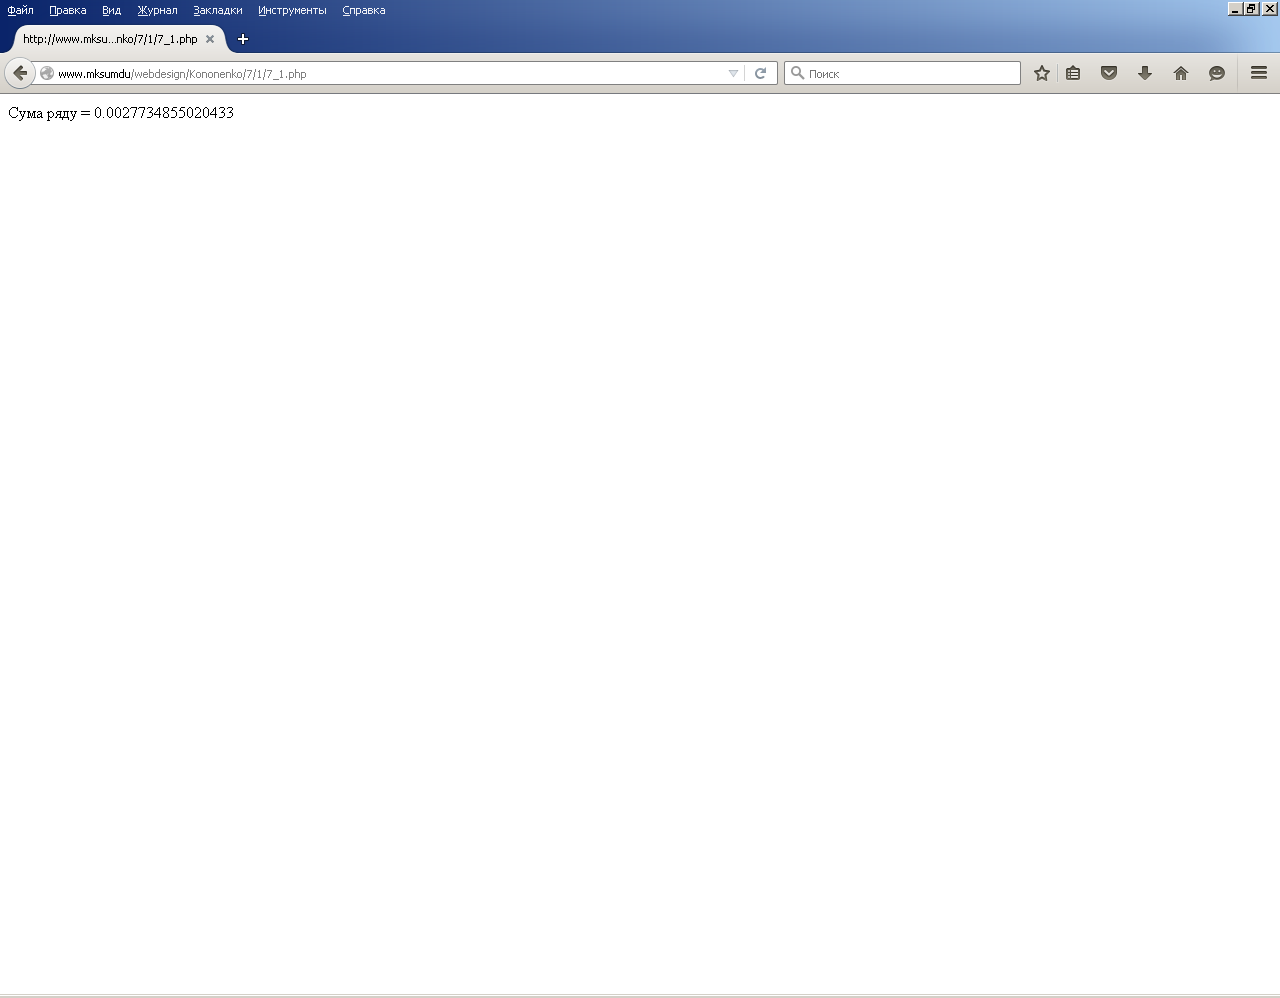 Файл Правка Вид Журнал Закладки Инструменты Справка
http://www.mksu...nko/7/1/7_1.php
www.mksumdu/webdesign/Kononenko/7/1/7_1.php
Поиск
Сума ряду = 0.0027734855020433